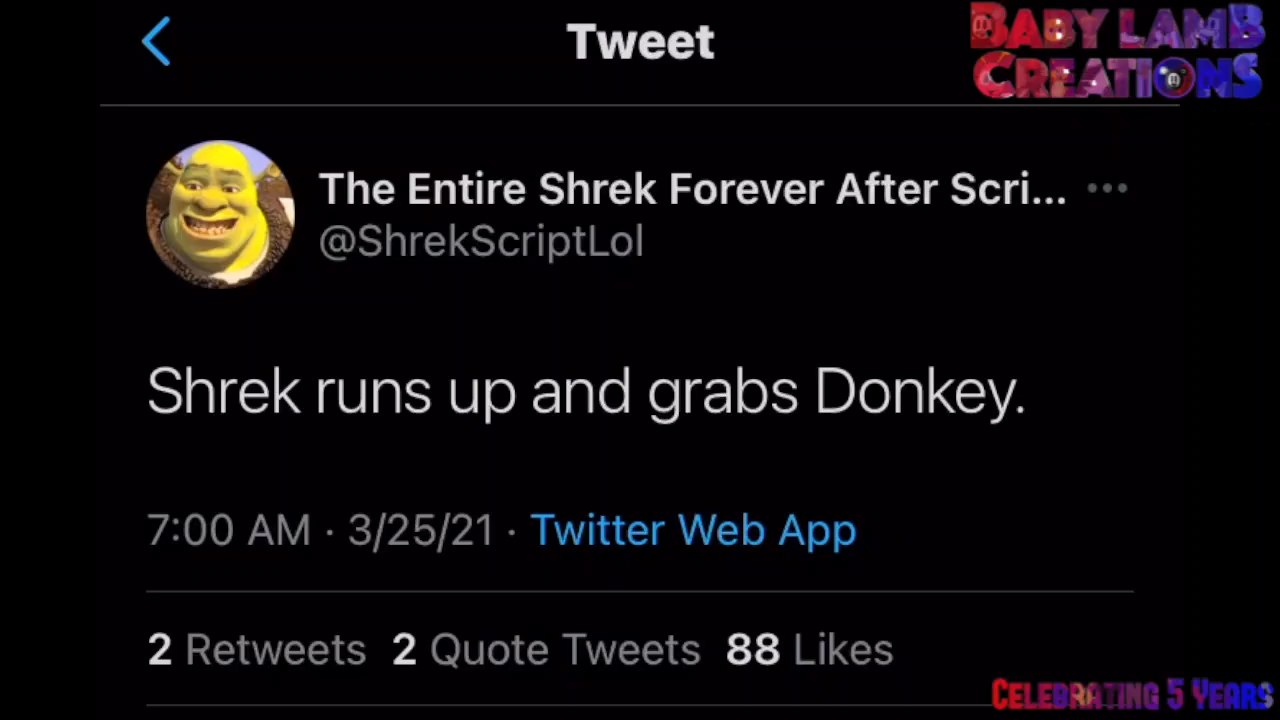 Tweet
BABY LAMB
CREATIONS
The Entire Shrek Forever After Scri...
@ShrekScriptLol
Shrek runs up and grabs Donkey.
7:00 AM · 3/25/21 · Twitter Web App
2 Retweets 2 Quote Tweets 88 Likes
CELEBRATING 5 YEARS